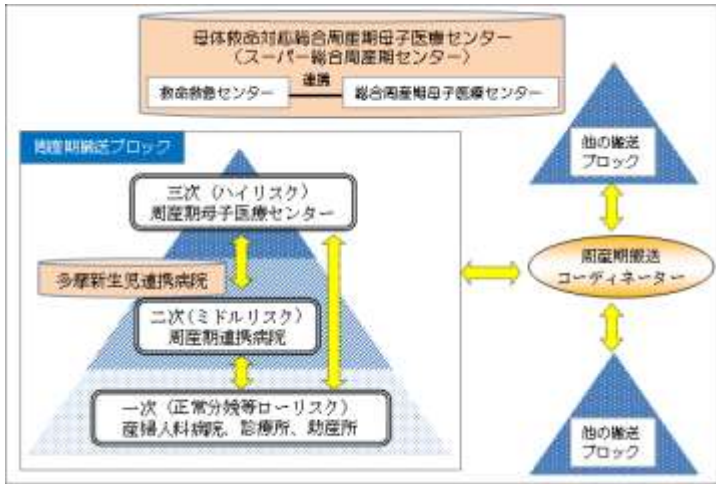 母体救命対応総合周産期母子医療センター
（スーパー総合周産期センター）
連携
救命救急センター
総合周産期母子医療センター
周産期搬送ブロック
三次（ハイリスク）
周産期母子医療センター
多摩新生児連携病院
二次（ミドルリスク）
周産期連携病院
一次（正常分娩等ローリスク）
産婦人科病院、診療所、助産所
他の搬送
ブロック
周産期搬送
コーディネーター
他の搬送
ブロック